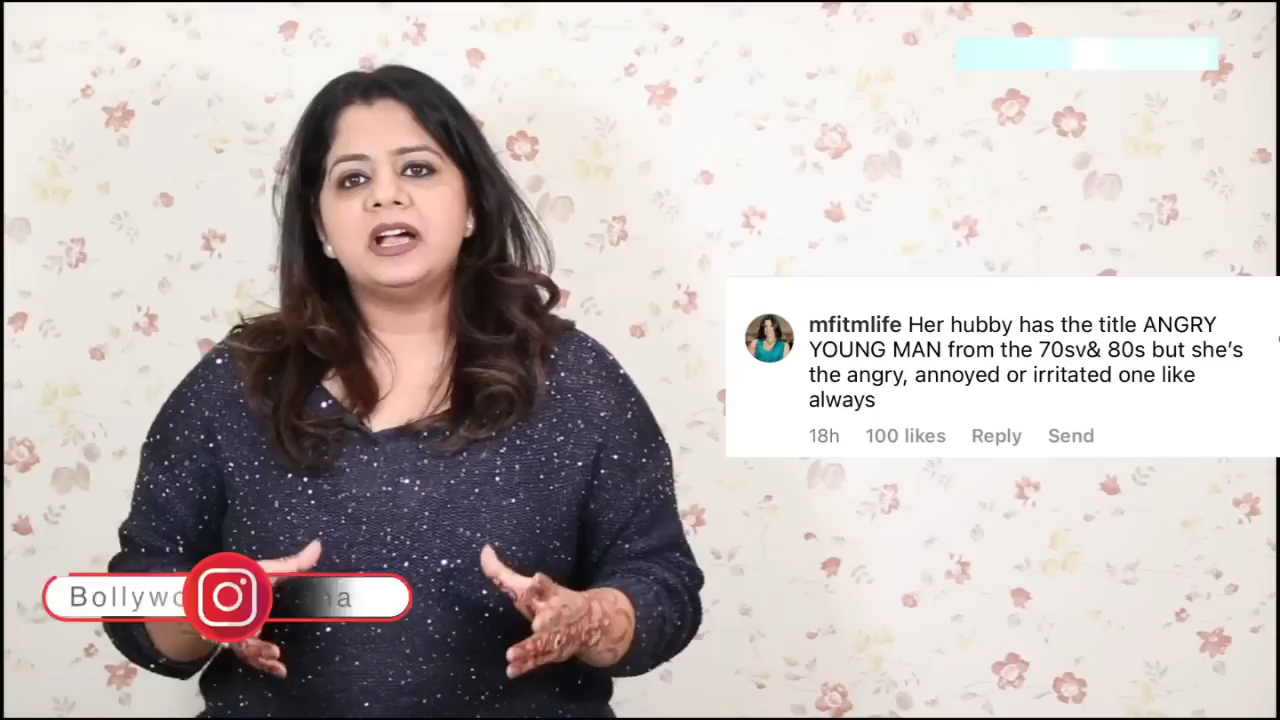 mfitmlife Her hubby has the title ANGRY
YOUNG MAN from the 70sv& 80s but she's
the angry, annoyed or irritated one like
always
18h 100 likes Reply Send